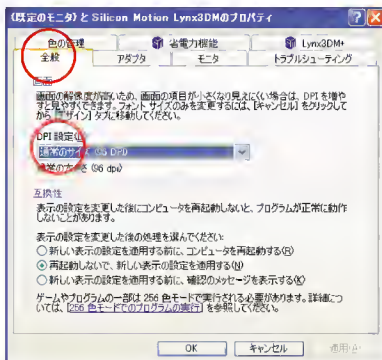 (既定のモニタ) と Silicon Motion Lynx3DMのプロパティ
色の管理
省電力機能
Lynx3DM+
全般
アダプタ
モニタ
トラブルシューティング
画面
画面の解像度が高いため、画面の項目が小さくなり見えにくい場合は、DPI を増や
すと見やすくできます。フォント サイズのみを変更するには、[キャンセル] をクリックして
から [デザイン] タブに移動してください。
DPI 設定(I):
通常のサイズ (96 DPI)
通常の大きさ (96 dpi)
互換性
表示の設定を変更した後にコンピュータを再起動しないと、プログラムが正常に動作
しないことがあります。
表示の設定を変更した後の処理を選んでください:
新しい表示の設定を適用する前に、コンピュータを再起動する(R)
再起動しないで、新しい表示の設定を適用する(N)
新しい表示の設定を適用する前に、確認のメッセージを表示する(K)
ゲームやプログラムの一部は 256 色モードで実行される必要があります。詳細につ
いては、[256 色モードでのプログラムの実行] を参照してください。
OK
キャンセル
適用(A)